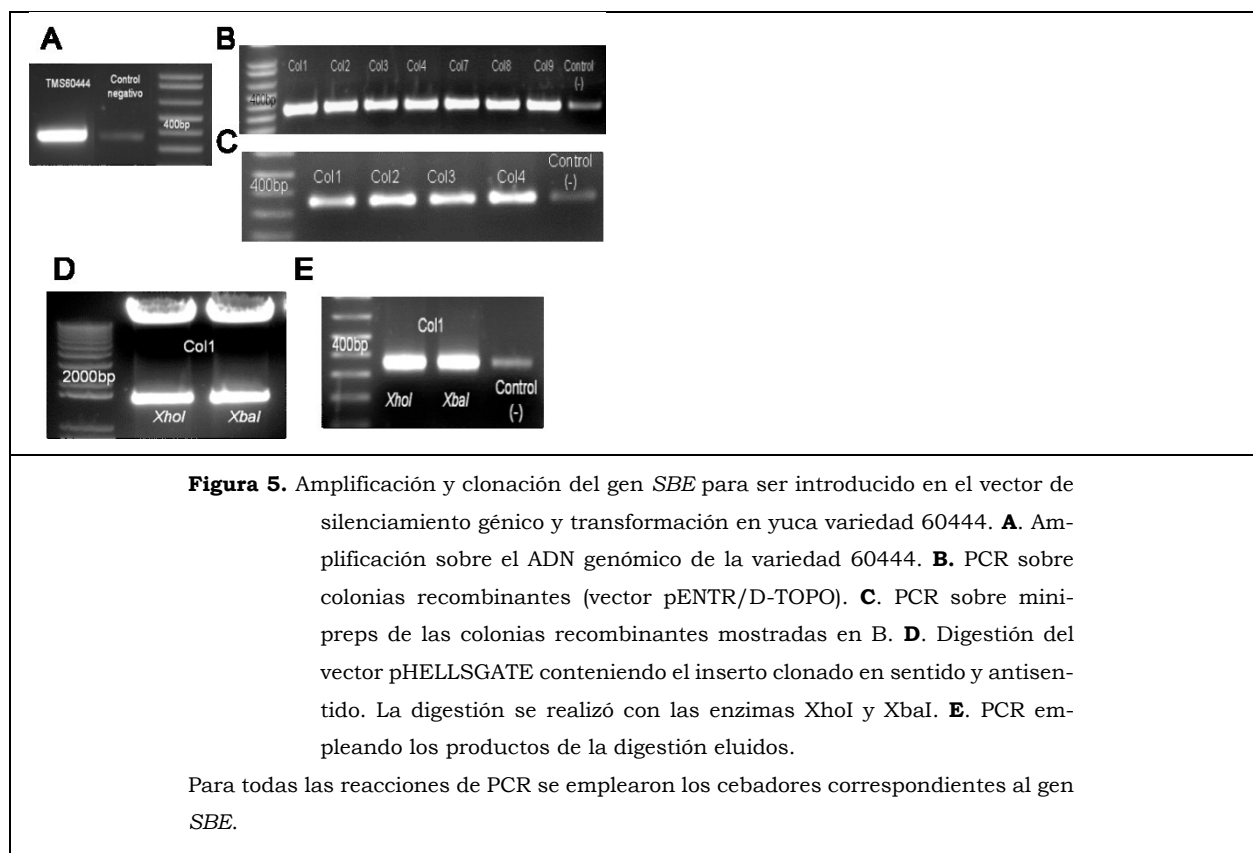 A
TMS60444
Control
negativo
400bp
B
Col1 Col2 Col3 Col4 Col7 Col8 Col9 Control
(-)
400bp
C
Control
(-)
400bp
Col1 Col2 Col3 Col4
D
Col1
2000bp
XhoI XbaI
E
Col1
400bp
XhoI XbaI Control
(-)
Figura 5. Amplificación y clonación del gen SBE para ser introducido en el vector de
silenciamiento génico y transformación en yuca variedad 60444. A. Am-
plificación sobre el ADN genómico de la variedad 60444. B. PCR sobre
colonias recombinantes (vector pENTR/D-TOPO). C. PCR sobre mini-
preps de las colonias recombinantes mostradas en B. D. Digestión del
vector pHELLSGATE conteniendo el inserto clonado en sentido y antisen-
tido. La digestión se realizó con las enzimas XhoI y XbaI. E. PCR em-
pleando los productos de la digestión eluidos.
Para todas las reacciones de PCR se emplearon los cebadores correspondientes al gen
SBE.